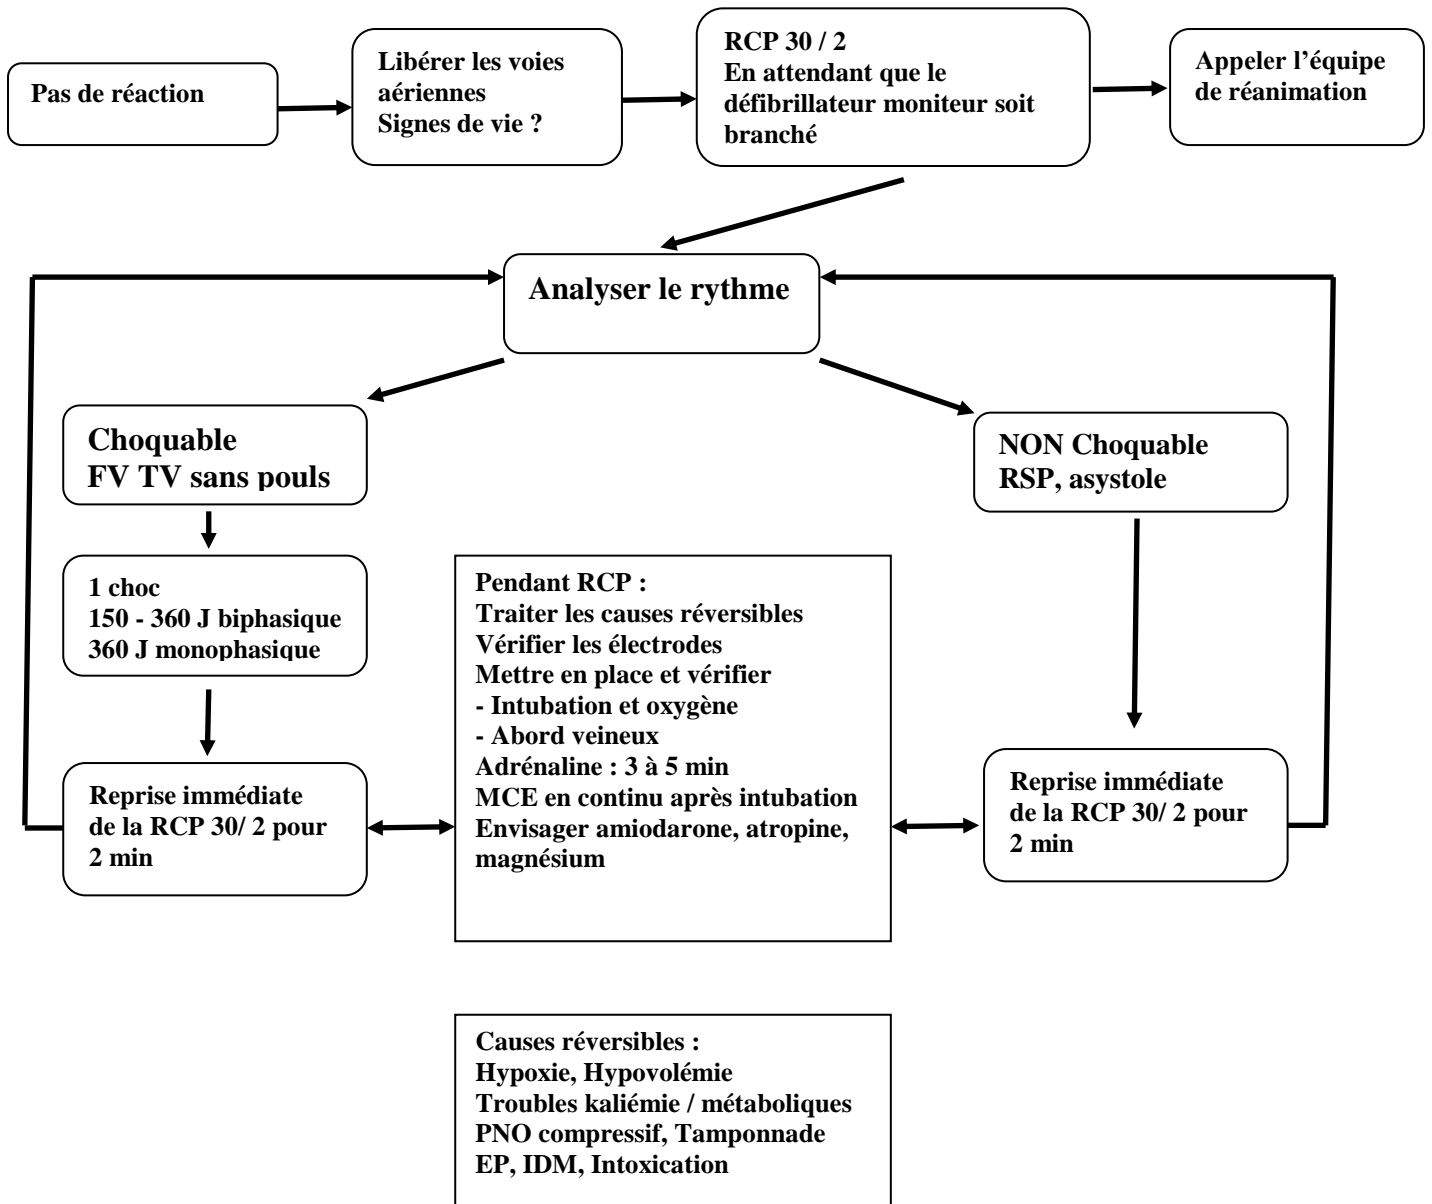 Pas de réaction
Libérer les voies
aériennes
Signes de vie ?
RCP 30 / 2
En attendant que le
défibrillateur moniteur soit
branché
Appeler l’équipe
de réanimation
Analyser le rythme
Choquable
FV TV sans pouls
NON Choquable
RSP, asystole
1 choc
150 - 360 J biphasique
360 J monophasique
Pendant RCP :
Traiter les causes réversibles
Vérifier les électrodes
Mettre en place et vérifier
- Intubation et oxygène
- Abord veineux
Adrénaline : 3 à 5 min
MCE en continu après intubation
Envisager amiodarone, atropine,
magnésium
Reprise immédiate
de la RCP 30/ 2 pour
2 min
Reprise immédiate
de la RCP 30/ 2 pour
2 min
Causes réversibles :
Hypoxie, Hypovolémie
Troubles kaliémie / métaboliques
PNO compressif, Tamponnade
EP, IDM, Intoxication